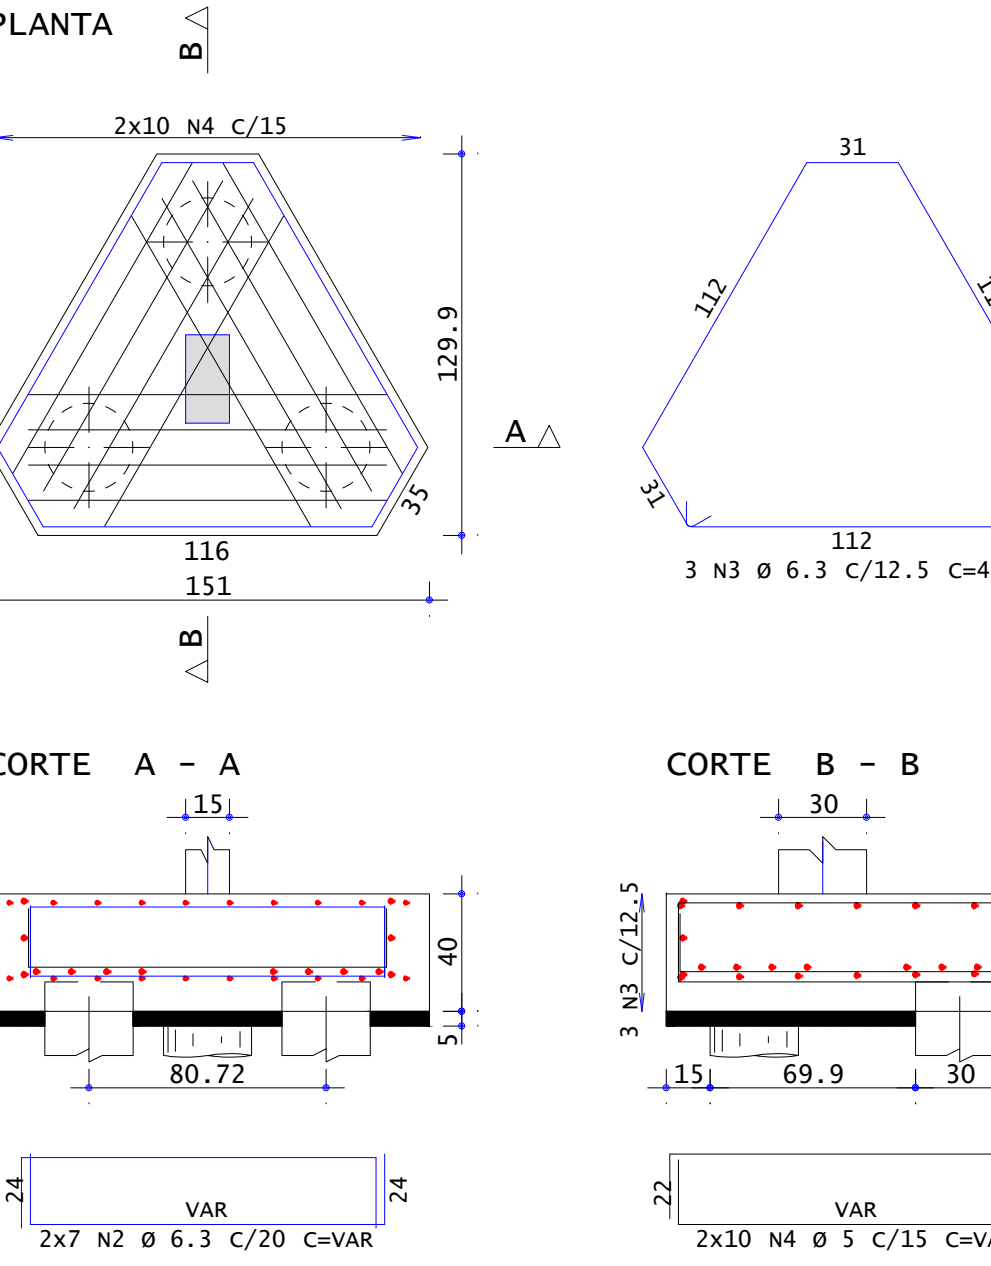 PLANTA
B
2x10 N4 C/15
31
129.9
112
A
35
31
116
112
3 N3 Ø 6.3 C/12.5 C=4
151
B
CORTE A - A
CORTE B - B
15
30
40
3 N3 C/12.5
5
80.72
15
69.9
30
24
24
VAR
2x7 N2 Ø 6.3 C/20 C=VAR
22
VAR
2x10 N4 Ø 5 C/15